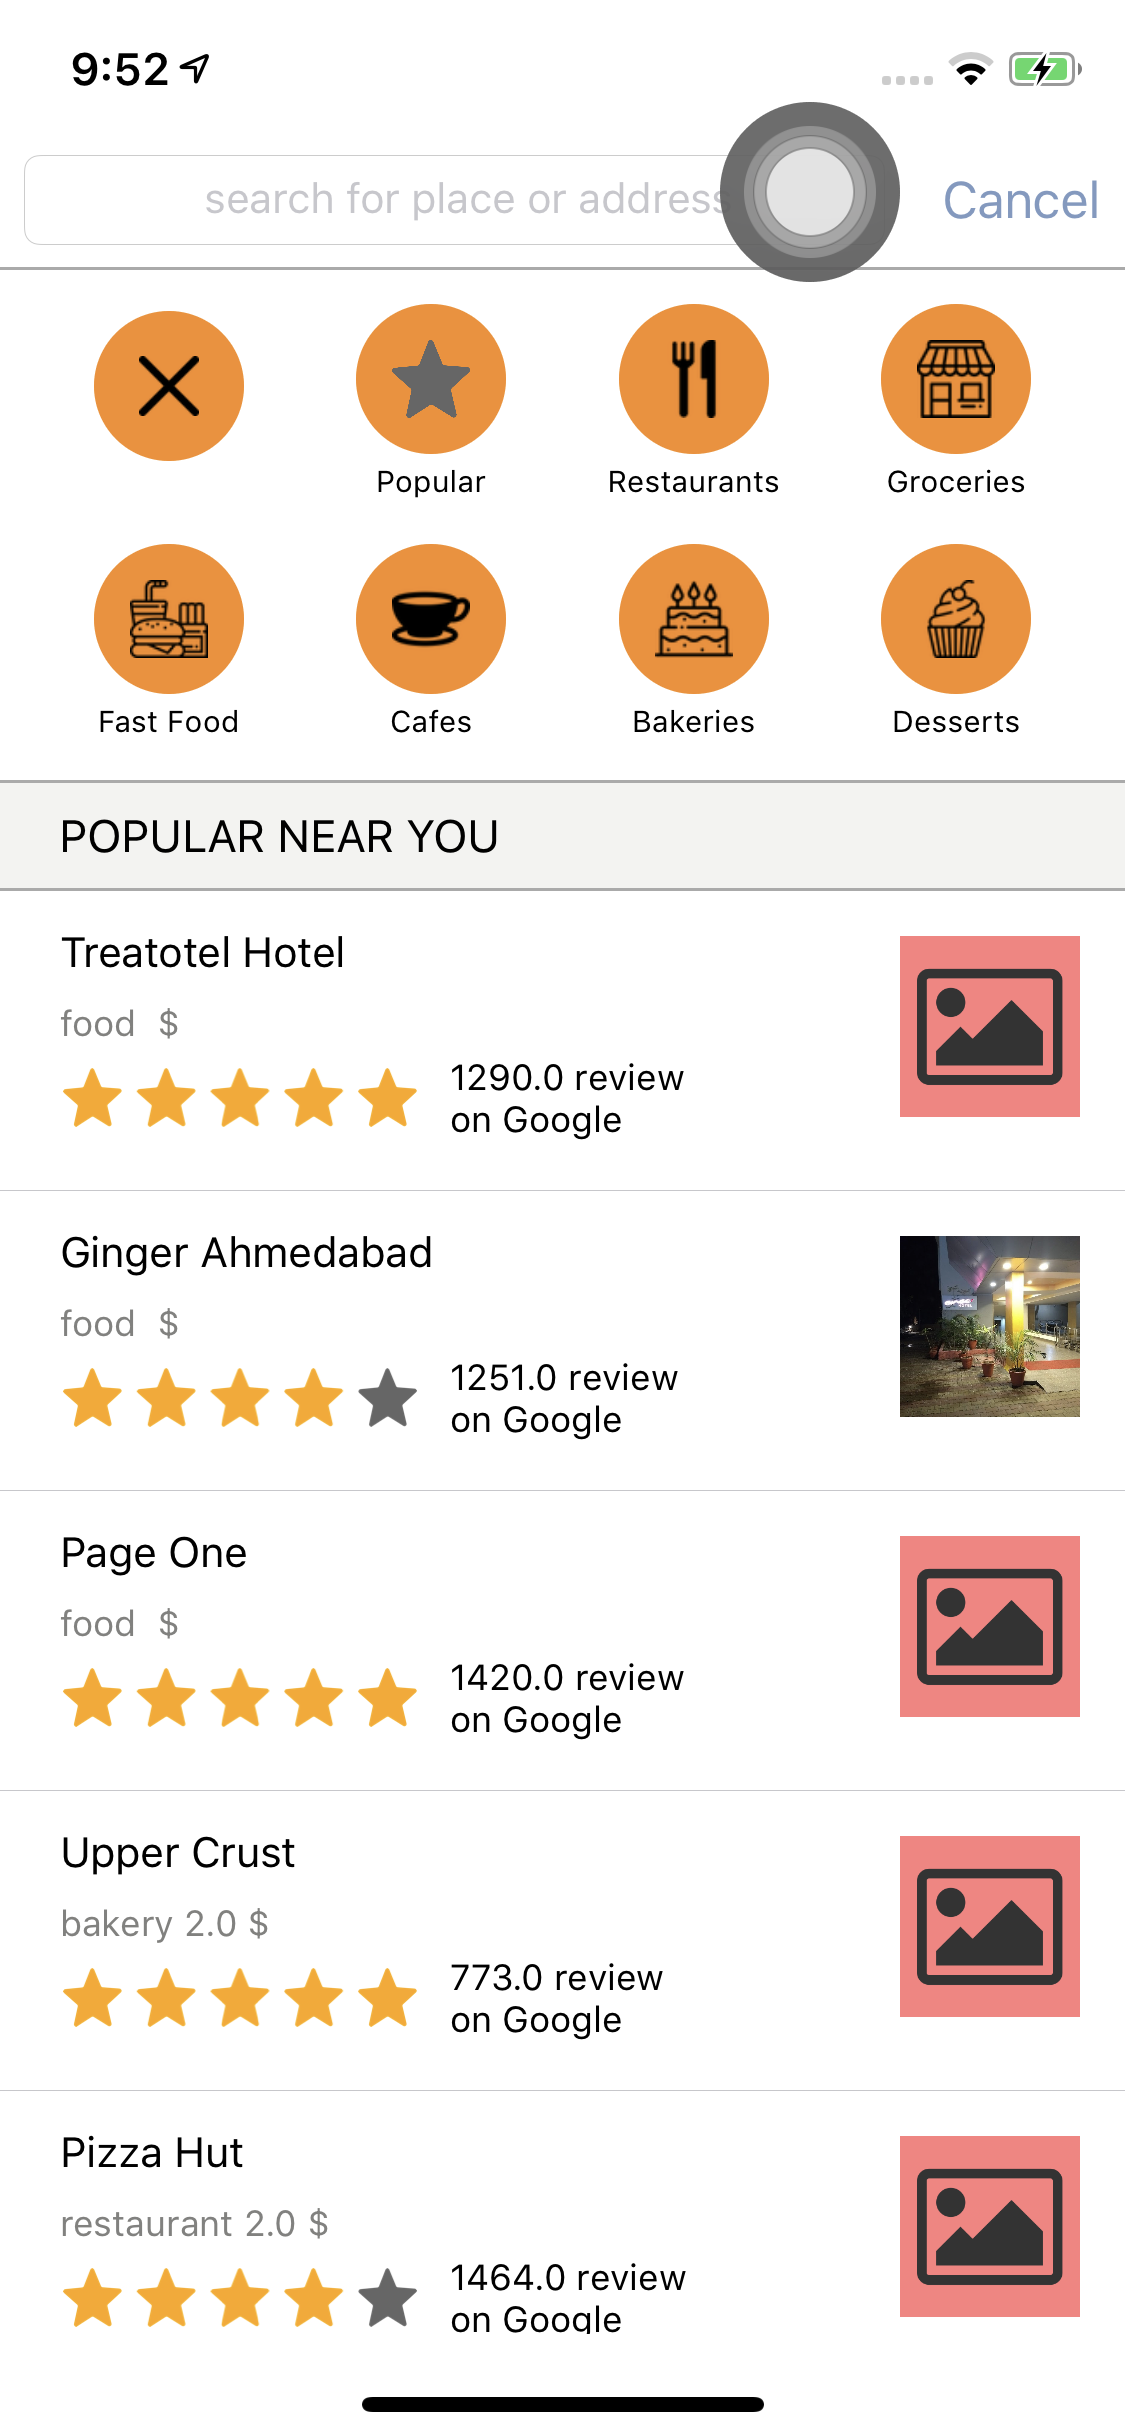 9:52
search for place or address
Cancel
Popular
Restaurants
Groceries
Fast Food
Cafes
Bakeries
Desserts
POPULAR NEAR YOU
Treatotel Hotel
food $
1290.0 review
on Google
Ginger Ahmedabad
food $
1251.0 review
on Google
Page One
food $
1420.0 review
on Google
Upper Crust
bakery 2.0 $
773.0 review
on Google
Pizza Hut
restaurant 2.0 $
1464.0 review
on Google